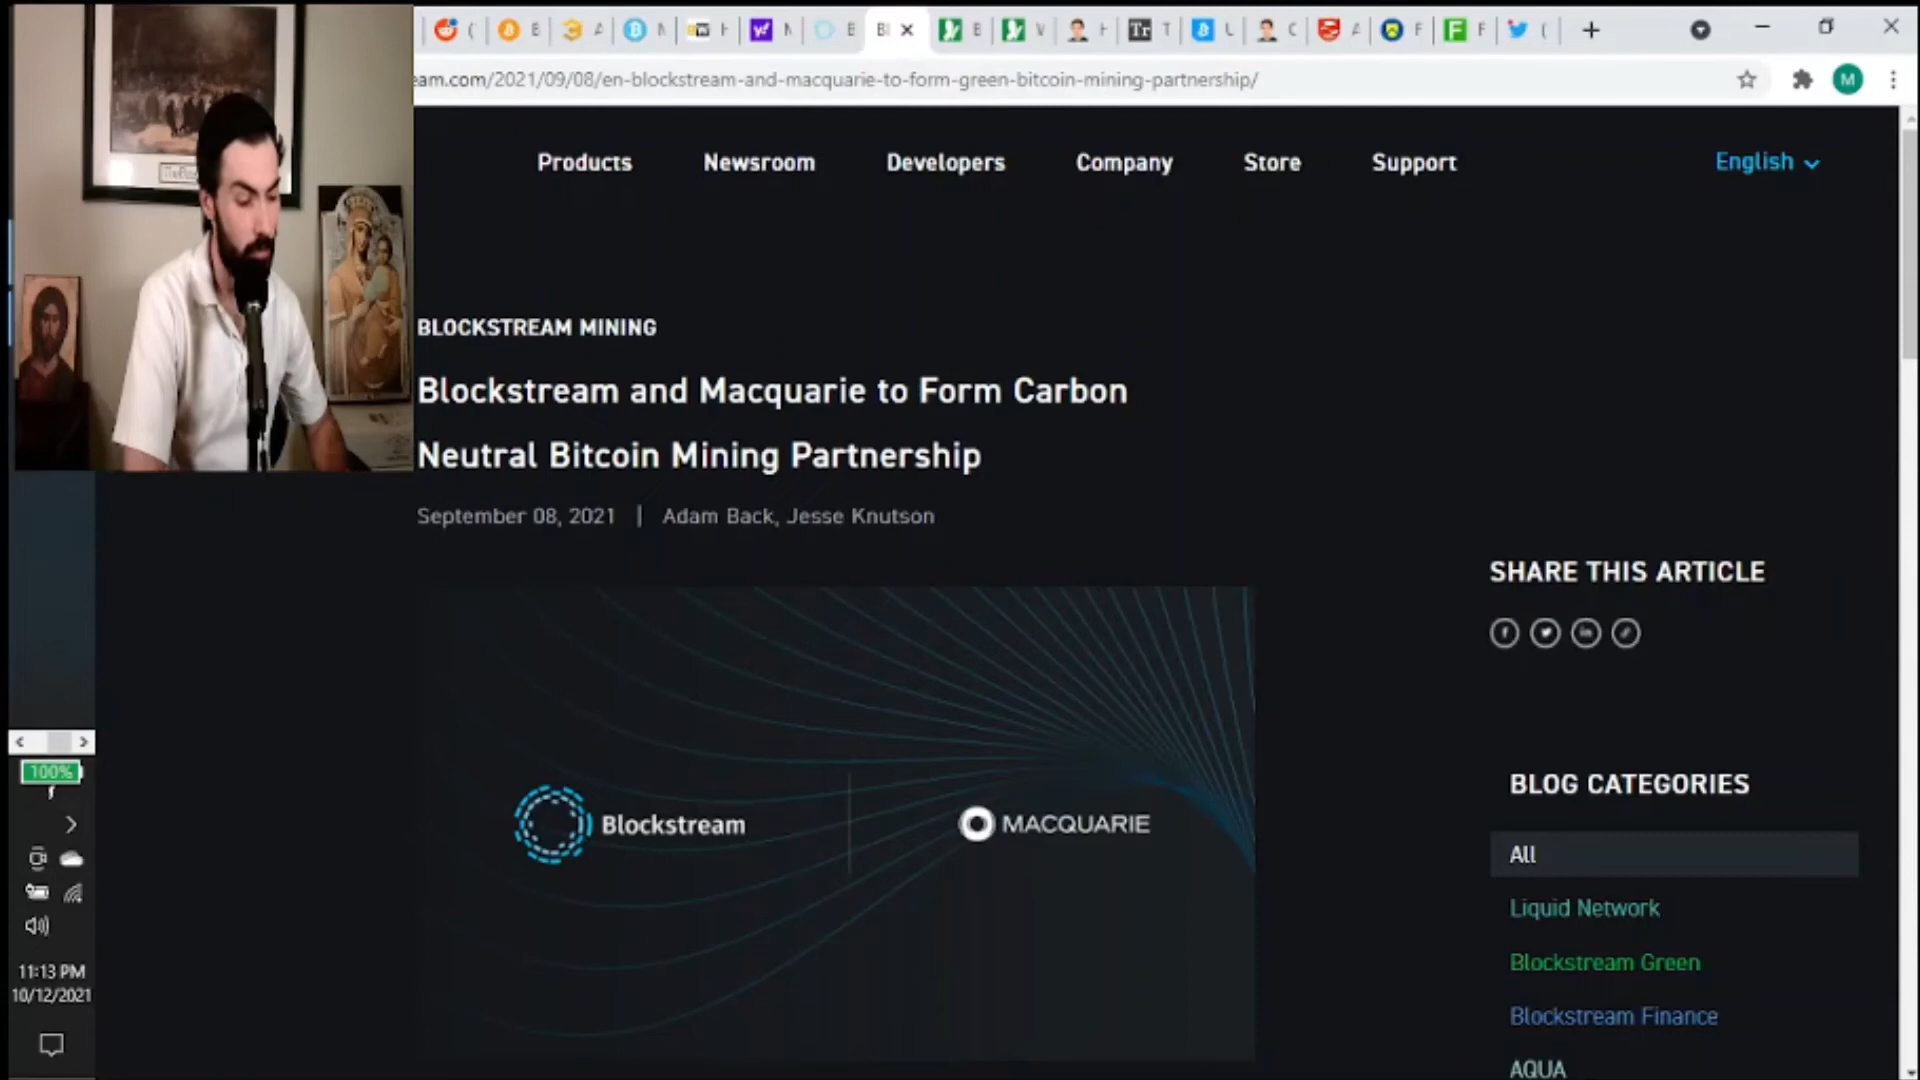 am.com/2021/09/08/en-blockstream-and-macquarie-to-form-green-bitcoin-mining-partnership/
M
Products Newsroom Developers Company Store Support English
BLOCKSTREAM MINING
Blockstream and Macquarie to Form Carbon
Neutral Bitcoin Mining Partnership
September 08, 2021 | Adam Back, Jesse Knutson
SHARE THIS ARTICLE
Blockstream
MACQUARIE
BLOG CATEGORIES
All
Liquid Network
Blockstream Green
Blockstream Finance
AQUA
100%
11:13 PM
10/12/2021